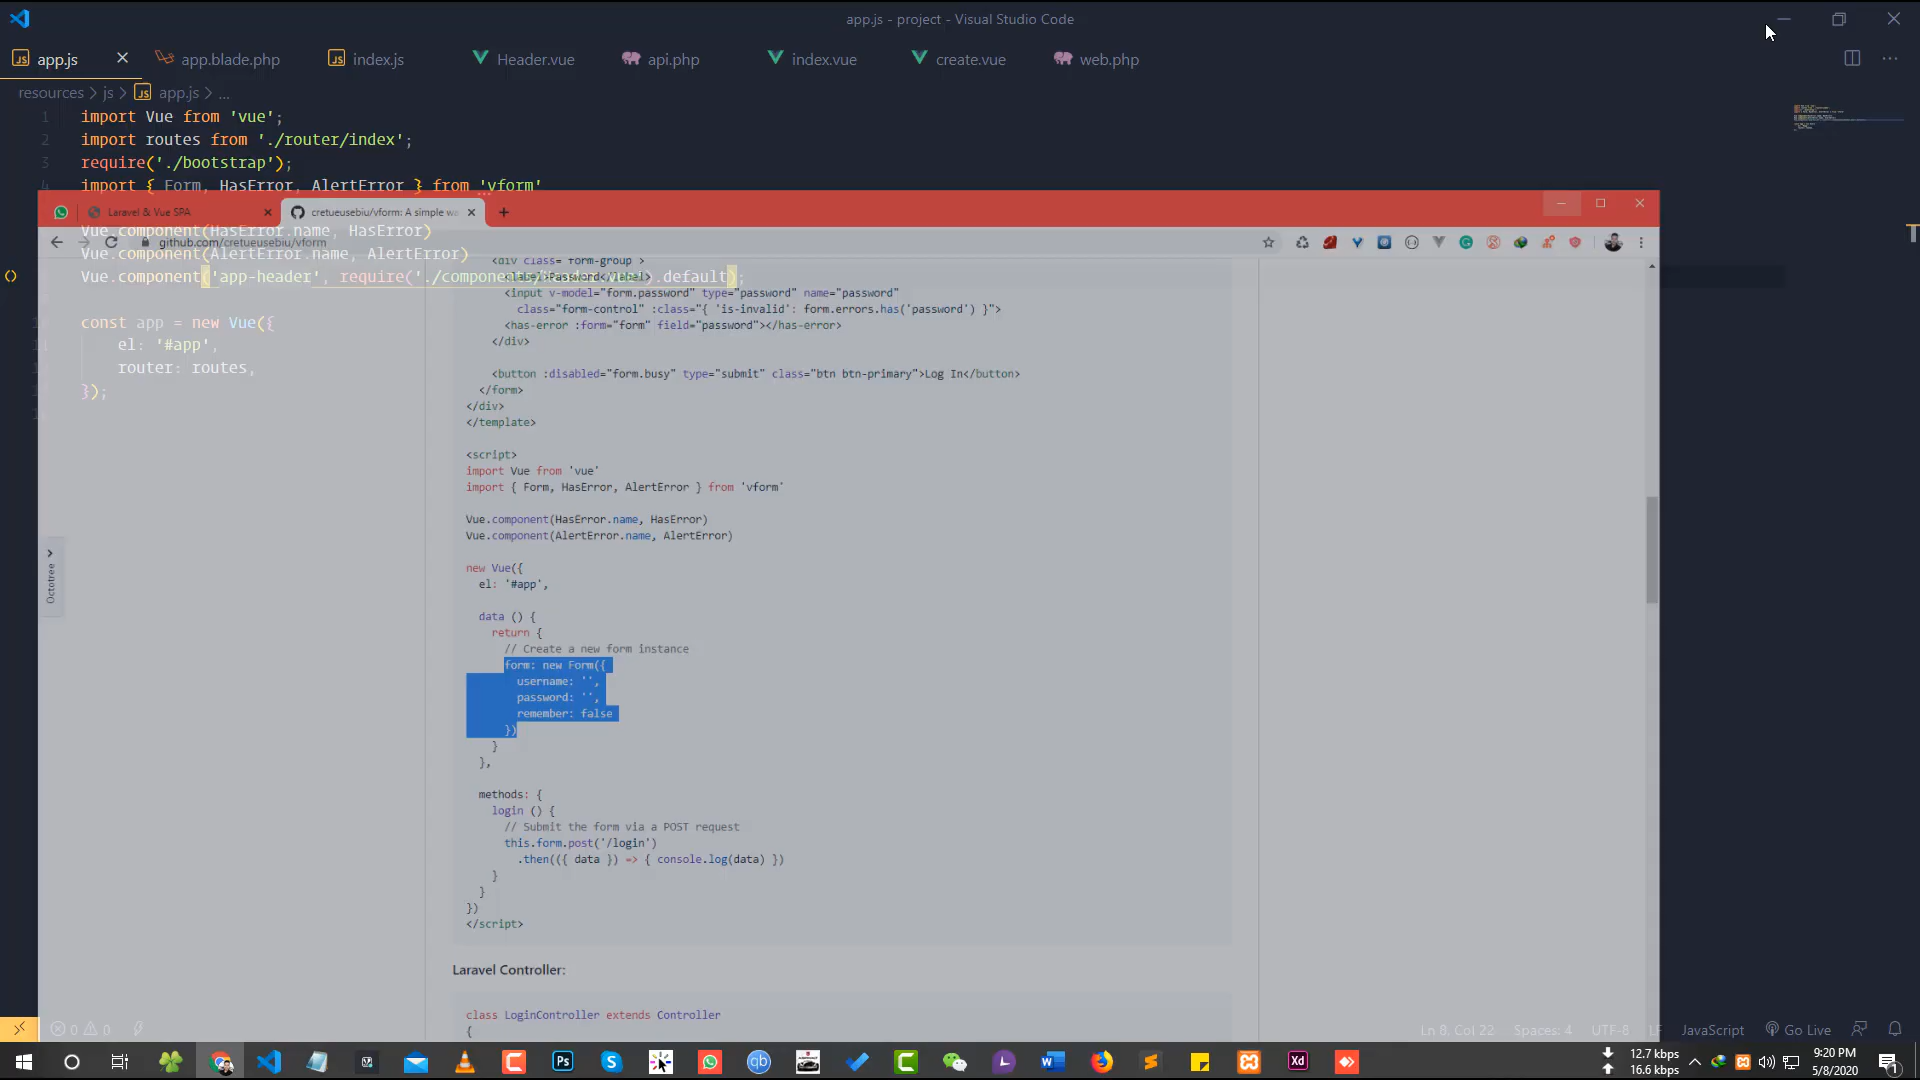 app.js - project - Visual Studio Code
app.js
app.blade.php
index.js
Header.vue
api.php
index.vue
create.vue
web.php
resources > js > app.js > ...
1 import Vue from 'vue';
2 import routes from './router/index';
3 require('./bootstrap');
4 import { Form, HasError, AlertError } from 'vform'
Laravel & Vue SPA
cretueusebiu/vform: A simple wa
Vue.component(HasError.name, HasError)
github.com/cretueusebiu/vform
Vue.component(AlertError.name, AlertError)
Vue.component('app-header', require('./components/Header.vue').default);
const app = new Vue({
el: '#app',
router: routes,
});
<div class="form-group">
<label>Password</label>
<input v-model="form.password" type="password" name="password"
class="form-control" :class="{ 'is-invalid': form.errors.has('password') }">
<has-error :form="form" field="password"></has-error>
</div>
<button :disabled="form.busy" type="submit" class="btn btn-primary">Log In</button>
</form>
</div>
</template>
<script>
import Vue from 'vue'
import { Form, HasError, AlertError } from 'vform'
Vue.component(HasError.name, HasError)
Vue.component(AlertError.name, AlertError)
new Vue({
el: '#app',
data () {
return {
// Create a new form instance
form: new Form({
username: '',
password: '',
remember: false
})
}
},
methods: {
login () {
// Submit the form via a POST request
this.form.post('/login')
.then(({ data }) => { console.log(data) })
}
}
})
</script>
Octotree
Laravel Controller:
class LoginController extends Controller
{
0 0
Ln 8, Col 22
Spaces: 4
UTF-8
LF
JavaScript
Go Live
12.7 kbps
16.6 kbps
9:20 PM
5/8/2020